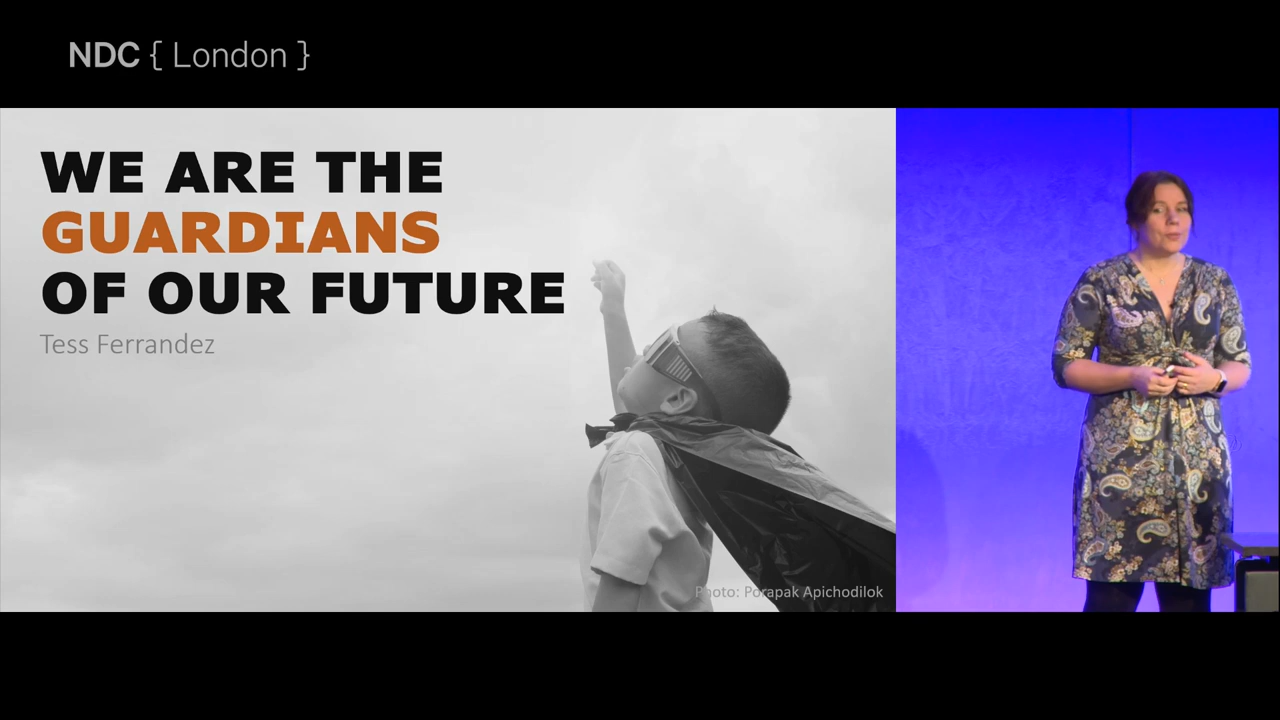 NDC { London }
WE ARE THE
GUARDIANS
OF OUR FUTURE
Tess Ferrandez
Photo: Porapak Apichodilok